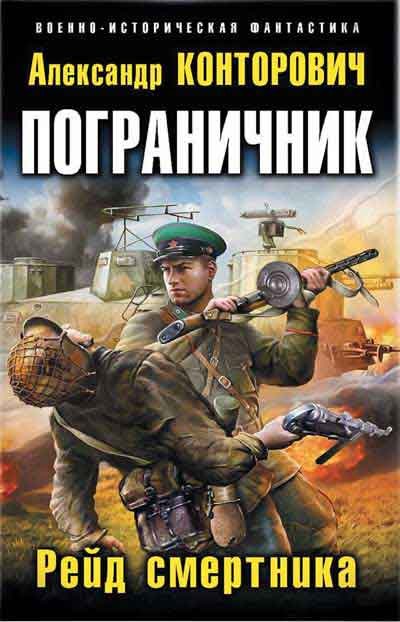 ВОЕННО-ИСТОРИЧЕСКАЯ ФАНТАСТИКА
Александр КОНТОРОВИЧ
ПОГРАНИЧНИК
Рейд смертника